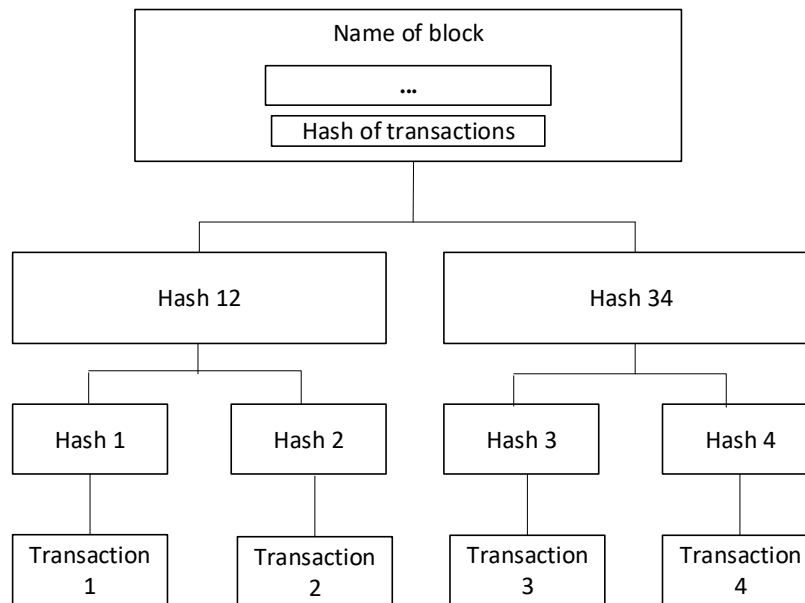 Name of block
...
Hash of transactions
Hash 12
Hash 34
Hash 1
Hash 2
Hash 3
Hash 4
Transaction
1
Transaction
2
Transaction
3
Transaction
4